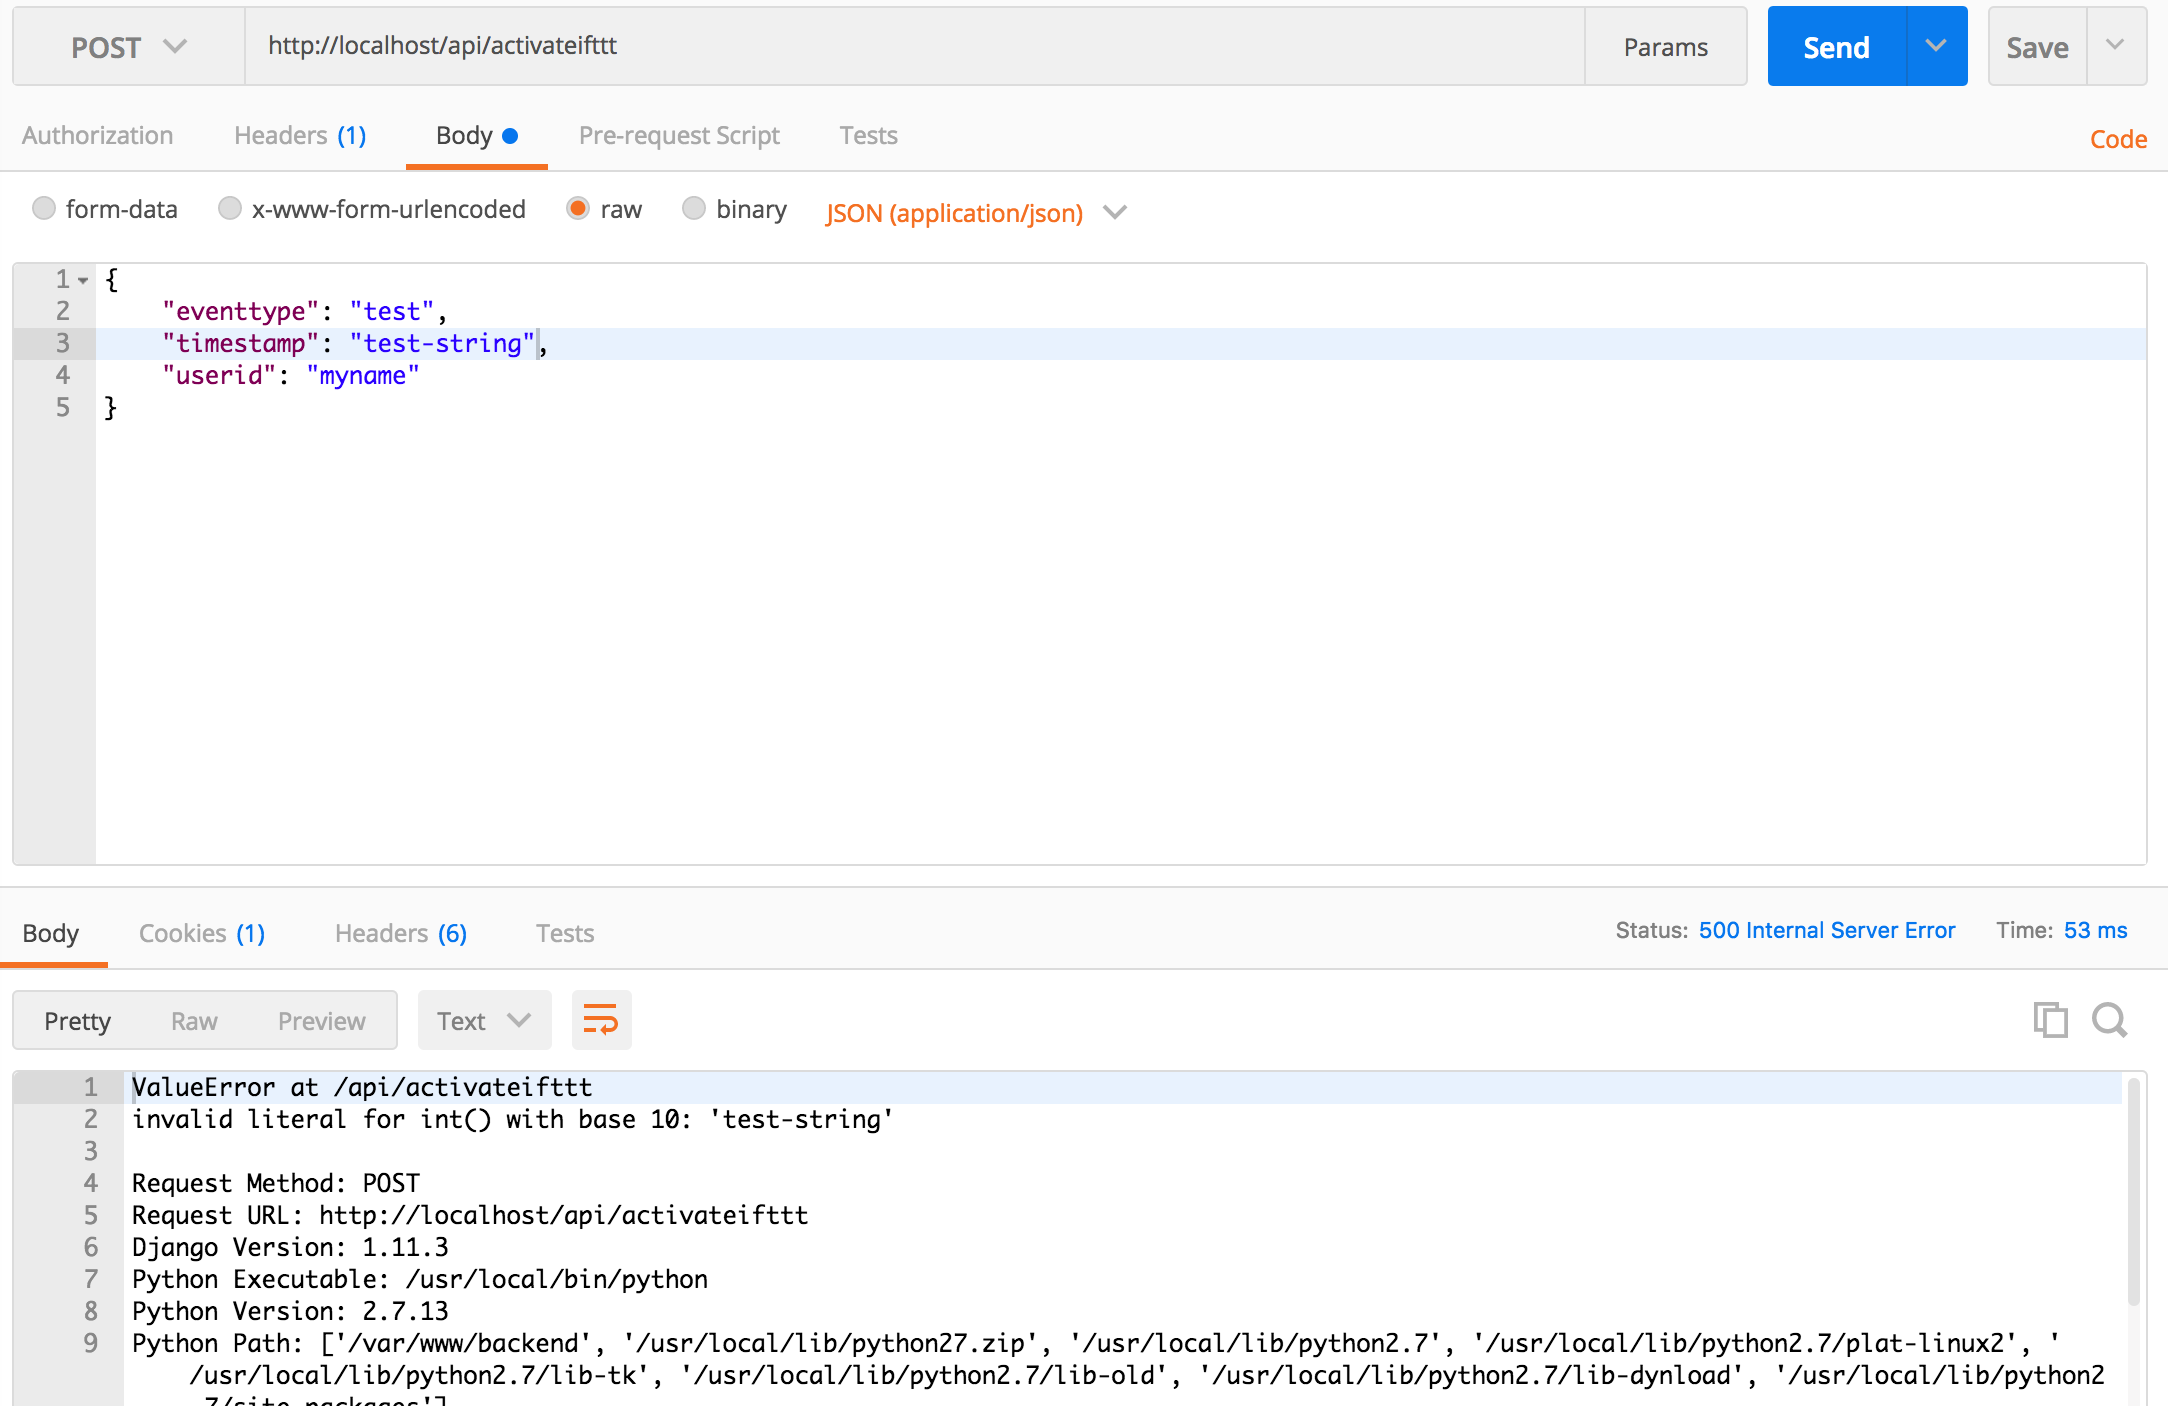 POST http://localhost/api/activateifttt Params Send Save
Authorization Headers (1) Body Pre-request Script Tests Code
form-data x-www-form-urlencoded raw binary JSON (application/json)
1 {
2 "eventtype": "test",
3 "timestamp": "test-string",
4 "userid": "myname"
5 }
Body Cookies (1) Headers (6) Tests Status: 500 Internal Server Error Time: 53 ms
Pretty Raw Preview Text
1 ValueError at /api/activateifttt
2 invalid literal for int() with base 10: 'test-string'
3
4 Request Method: POST
5 Request URL: http://localhost/api/activateifttt
6 Django Version: 1.11.3
7 Python Executable: /usr/local/bin/python
8 Python Version: 2.7.13
9 Python Path: ['/var/www/backend', '/usr/local/lib/python27.zip', '/usr/local/lib/python2.7', '/usr/local/lib/python2.7/plat-linux2', '
/usr/local/lib/python2.7/lib-tk', '/usr/local/lib/python2.7/lib-old', '/usr/local/lib/python2.7/lib-dynload', '/usr/local/lib/python2
.7/site-packages']